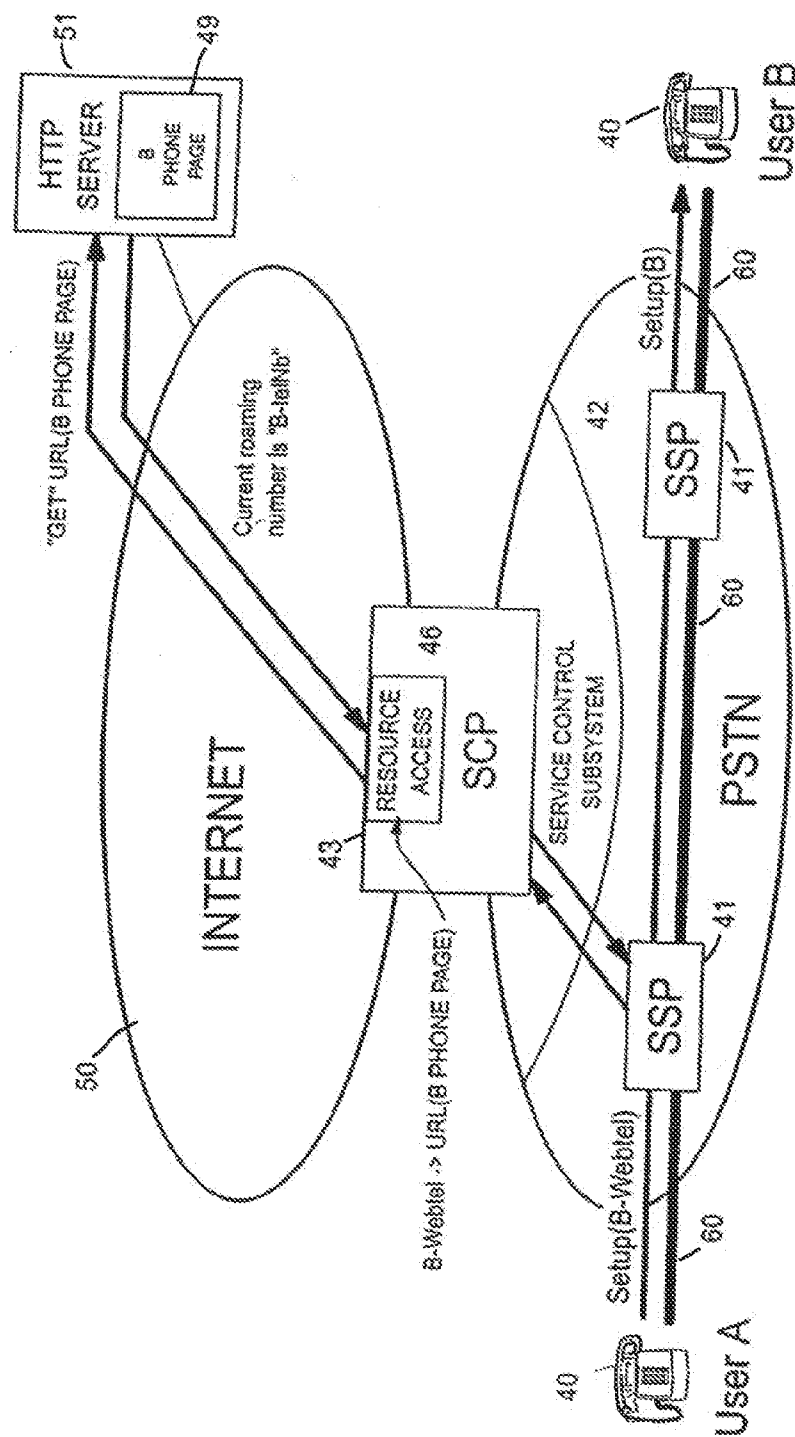 HTTP
SERVER
51
B
PHONE
PAGE
49
"GET" URL(B PHONE PAGE)
Current roaming
number is "B-telNb"
INTERNET
50
43
RESOURCE
ACCESS
46
SCP
B-Webtel -> URL(B PHONE PAGE)
SERVICE CONTROL
SUBSYSTEM
42
Setup(B-Webtel)
Setup(B)
40
User A
60
SSP
41
60
PSTN
SSP
41
60
40
User B